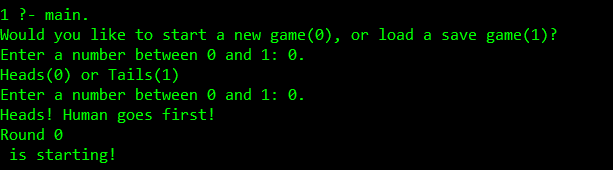 1 ?- main.
Would you like to start a new game(0), or load a save game(1)?
Enter a number between 0 and 1: 0.
Heads(0) or Tails(1)
Enter a number between 0 and 1: 0.
Heads! Human goes first!
Round 0
 is starting!